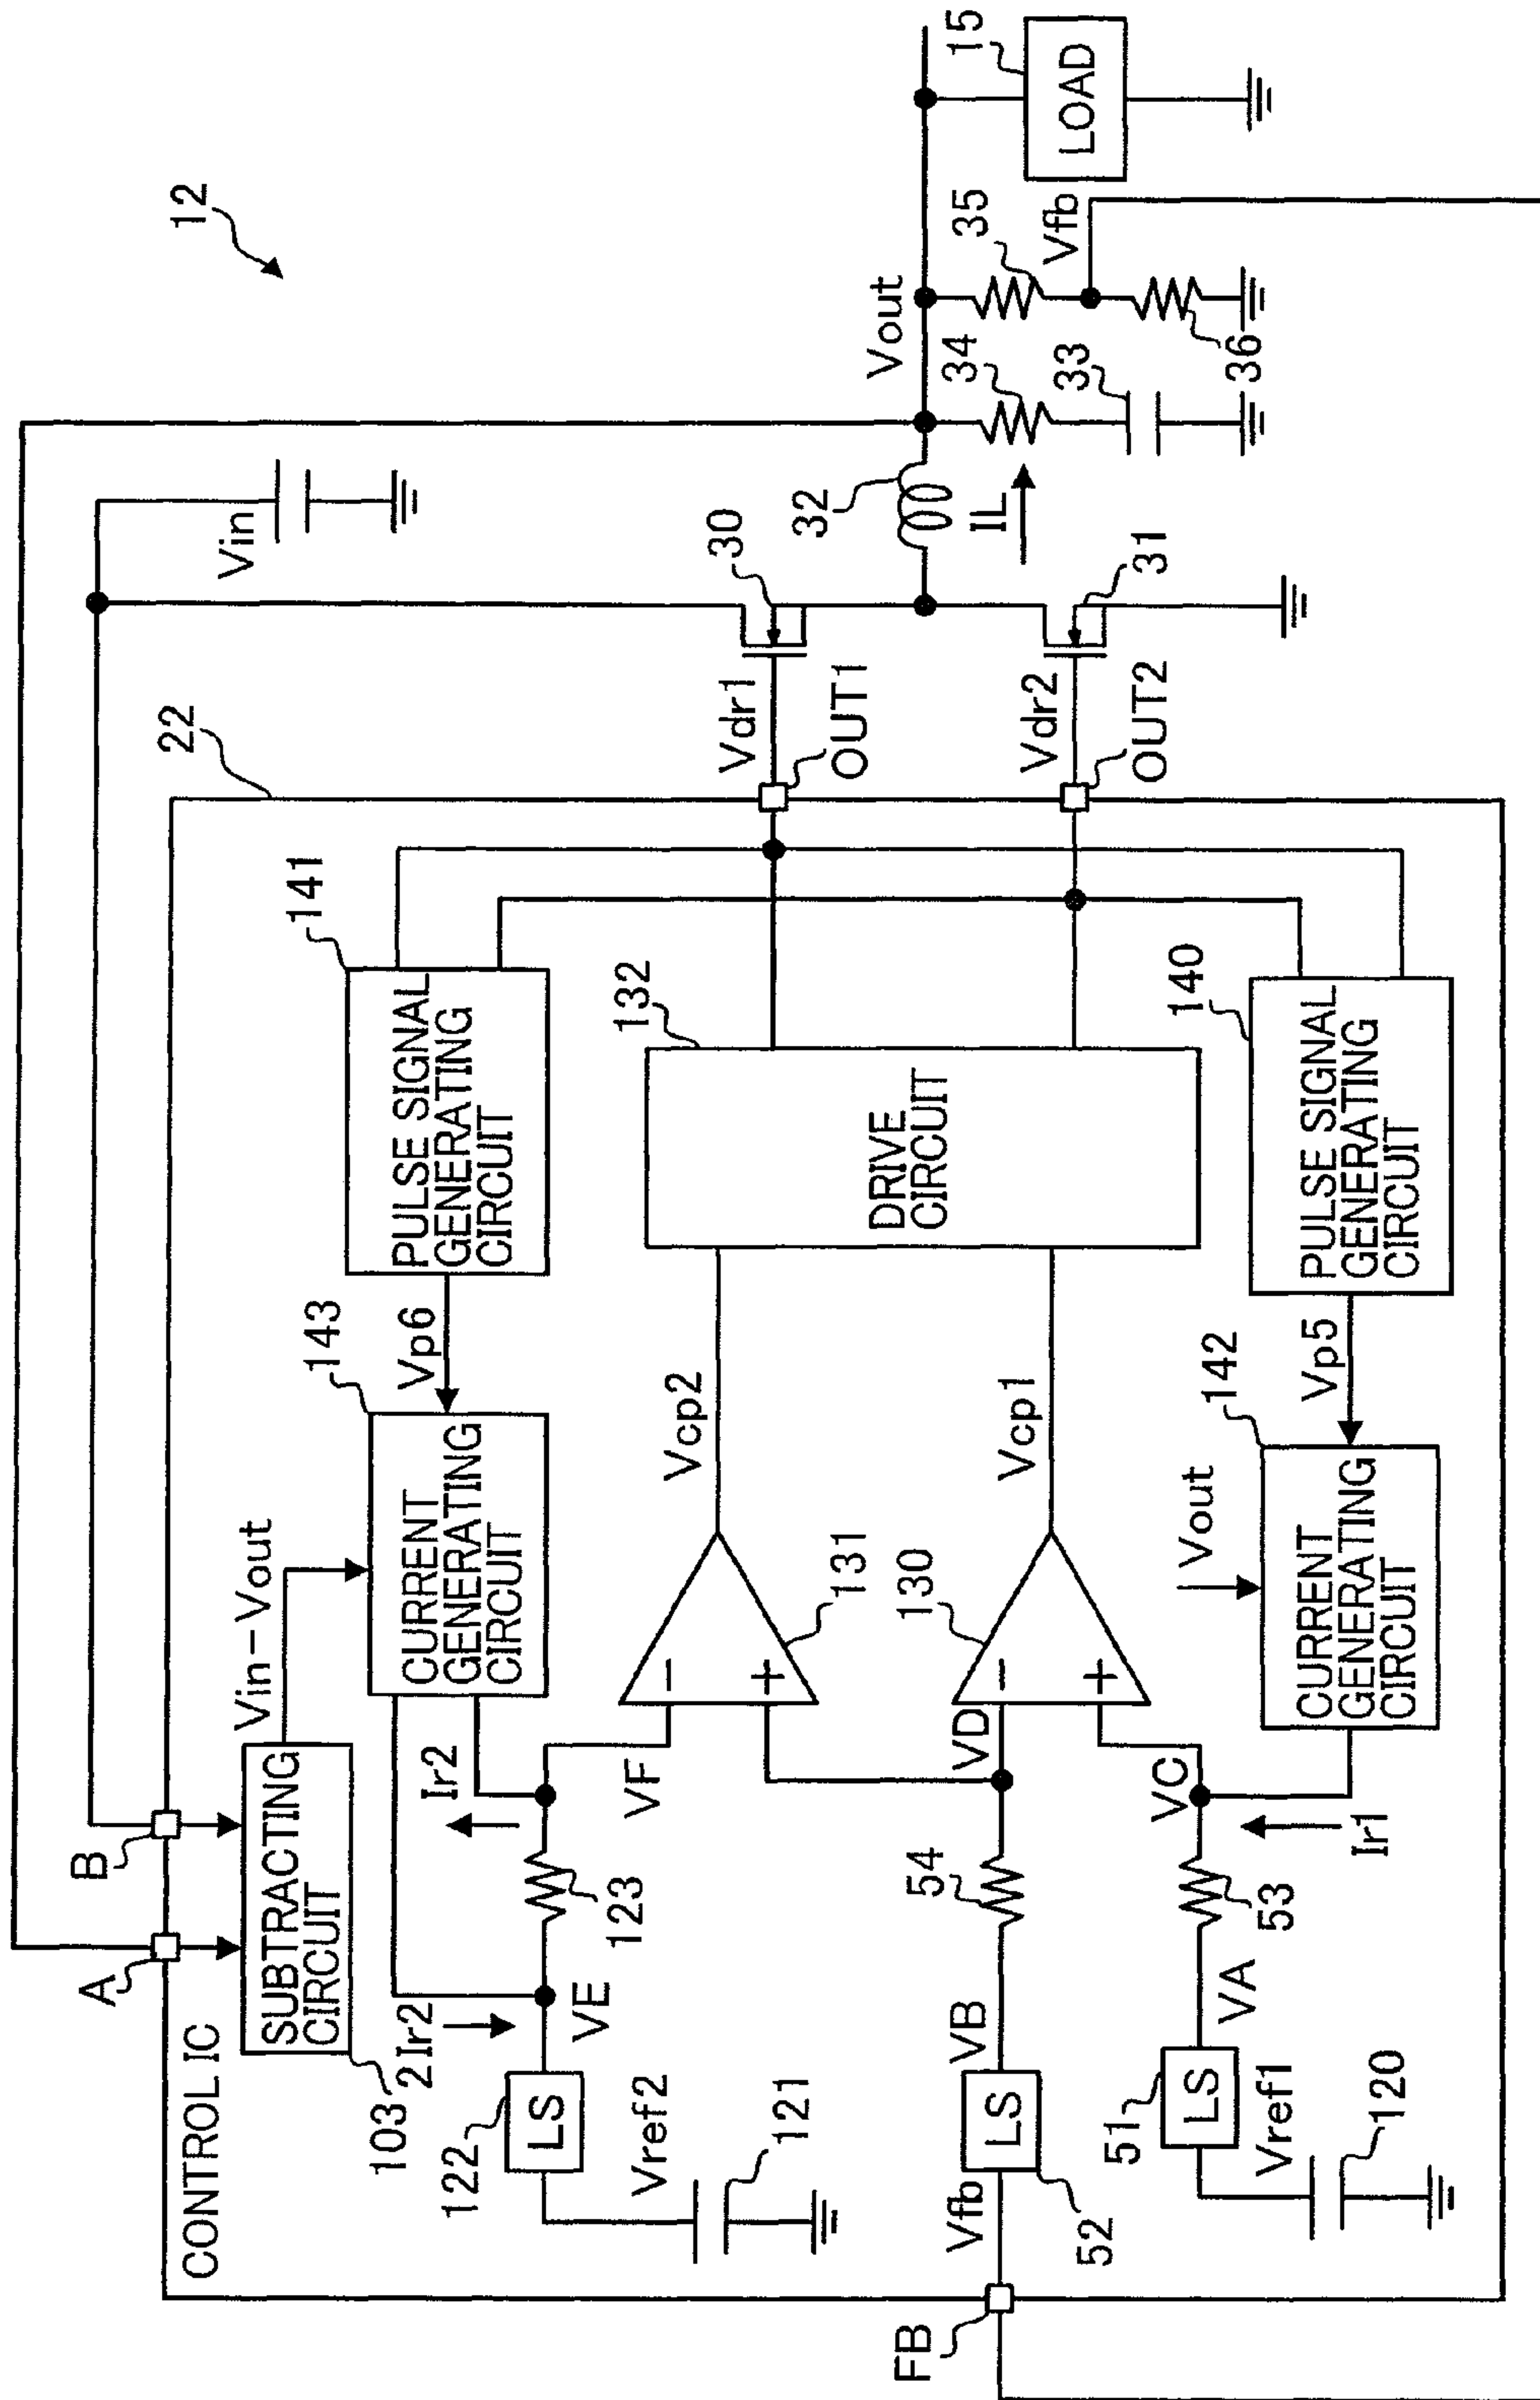 12
A
B
22
CONTROL IC
SUBTRACTING
CIRCUIT
103
Vin-Vout
143
CURRENT
GENERATING
CIRCUIT
Vp6
141
PULSE SIGNAL
GENERATING
CIRCUIT
Vin
2Ir2
Ir2
122
LS
VE
123
VF
Vref2
121
131
−
+
Vcp2
132
DRIVE
CIRCUIT
Vdr1
OUT1
30
32
IL
Vout
34
33
35
Vfb
36
15
LOAD
FB
Vfb
LS
52
VB
54
VD
130
−
+
Vcp1
Vdr2
OUT2
31
51
LS
VA
53
VC
Vref1
120
Ir1
Vout
142
CURRENT
GENERATING
CIRCUIT
Vp5
140
PULSE SIGNAL
GENERATING
CIRCUIT